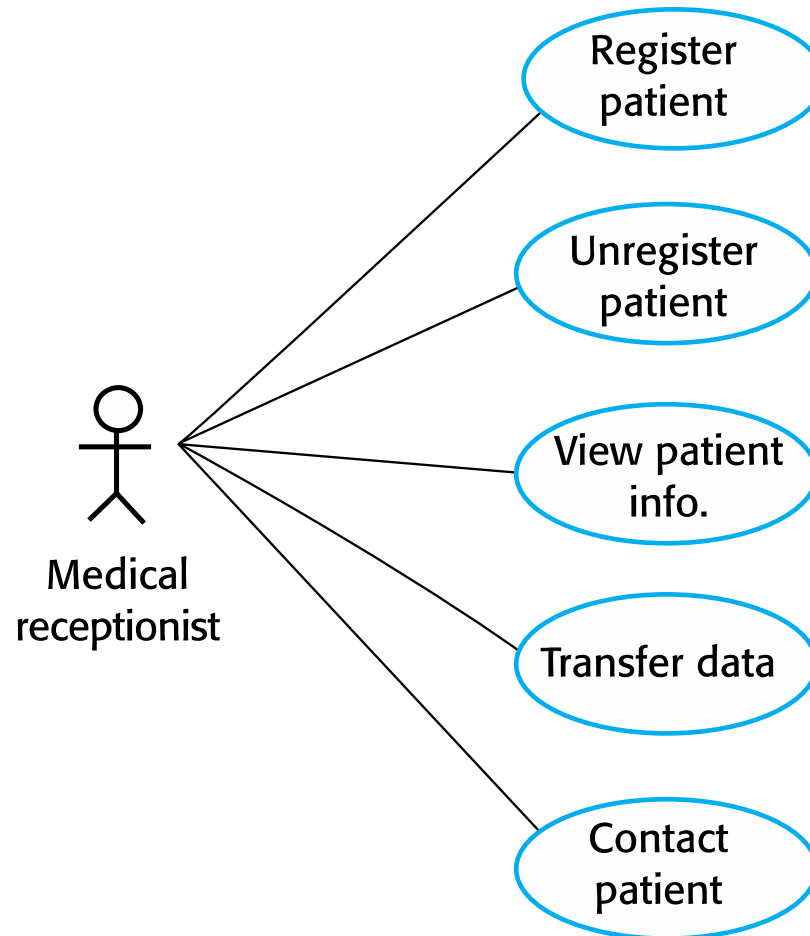 Register
patient
Unregister
patient
View patient
info.
Medical
receptionist
Transfer data
Contact
patient